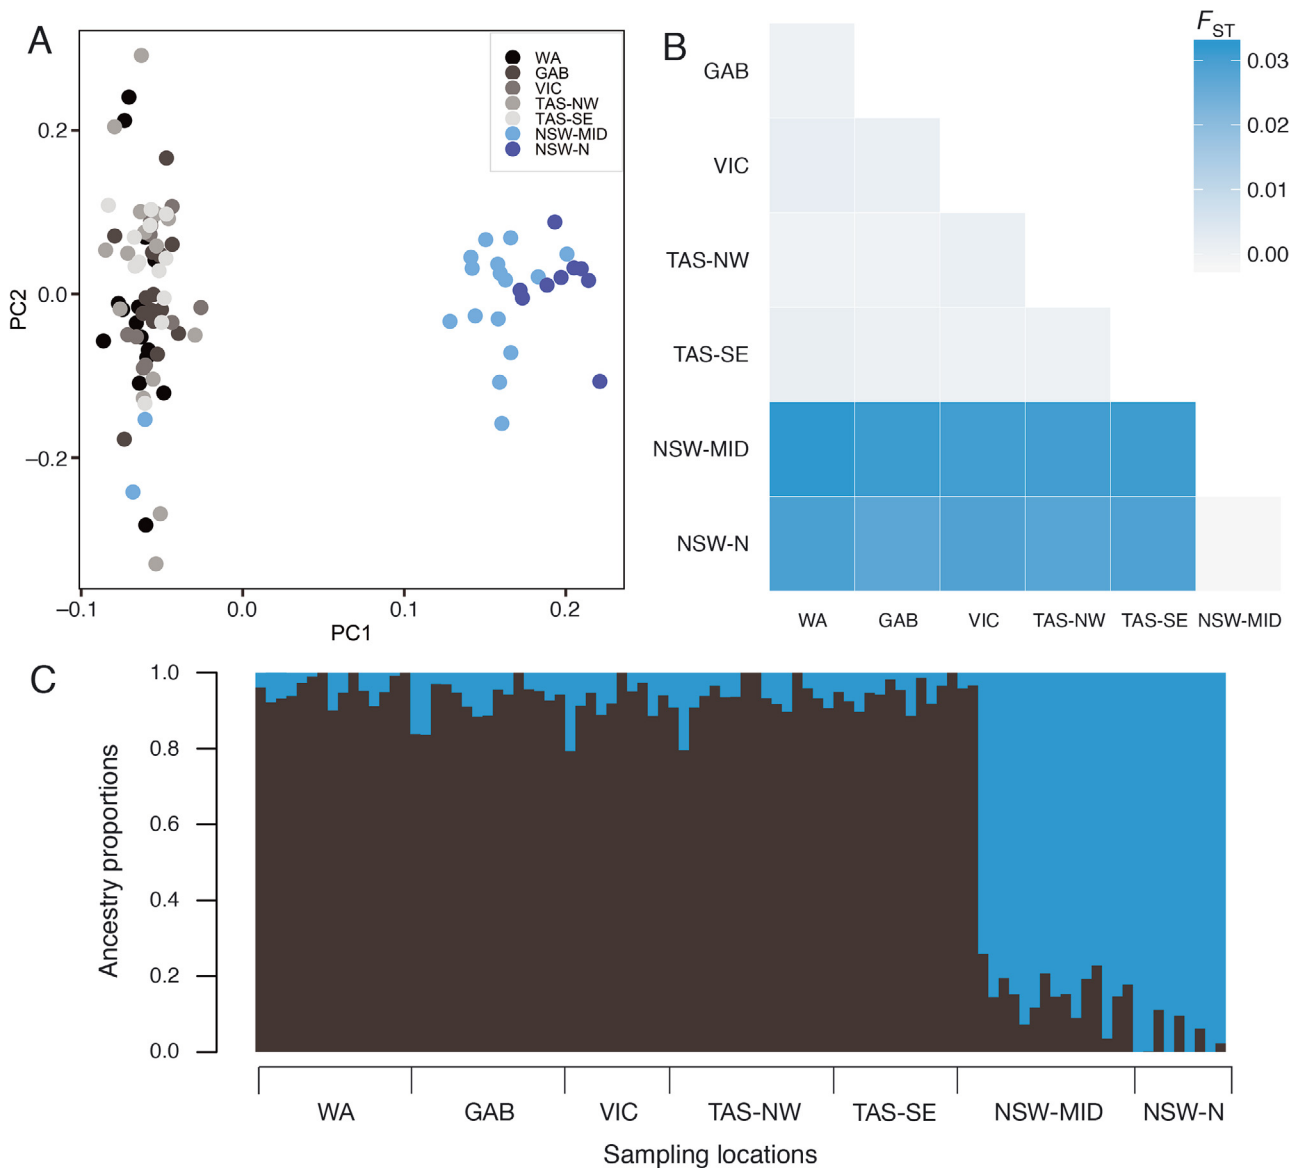 A
WA
GAB
VIC
TAS-NW
TAS-SE
NSW-MID
NSW-N
0.2
0.0
–0.2
PC2
–0.1
0.0
0.1
0.2
PC1
B
GAB
VIC
TAS-NW
TAS-SE
NSW-MID
NSW-N
WA
GAB
VIC
TAS-NW
TAS-SE
NSW-MID
FST
0.03
0.02
0.01
0.00
C
1.0
0.8
0.6
0.4
0.2
0.0
Ancestry proportions
WA
GAB
VIC
TAS-NW
TAS-SE
NSW-MID
NSW-N
Sampling locations